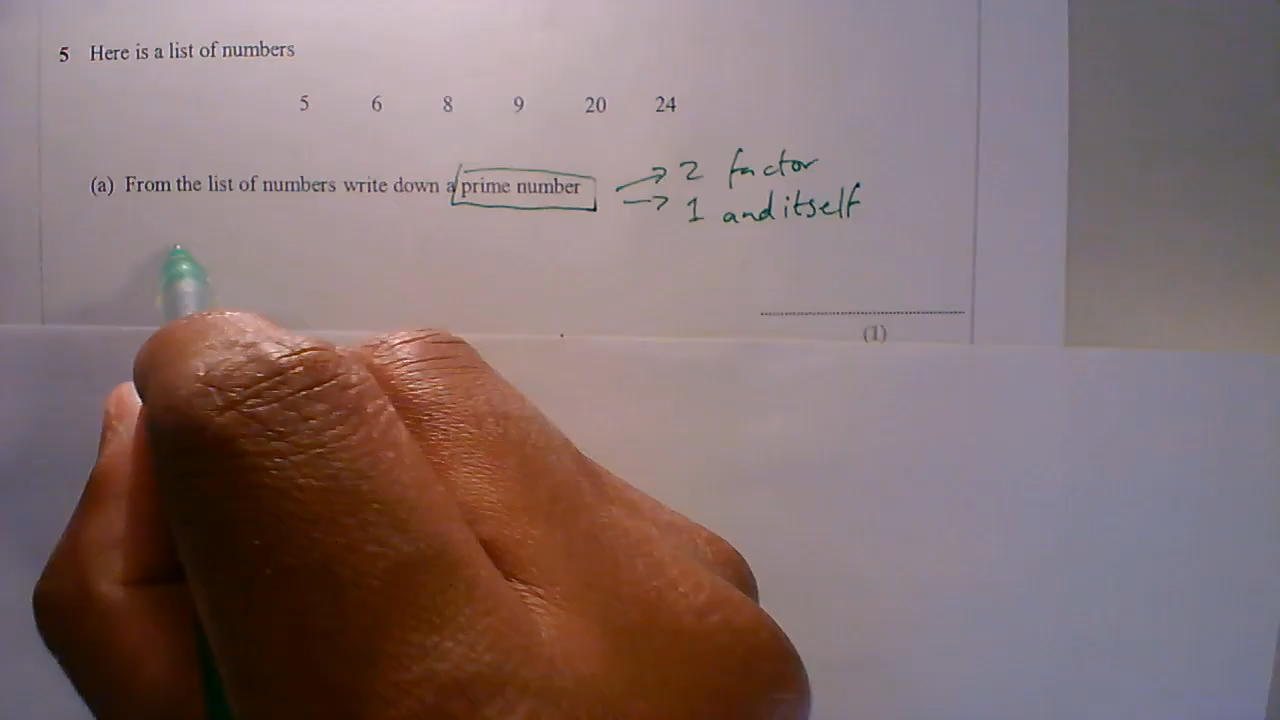 5 Here is a list of numbers
5 6 8 9 20 24
(a) From the list of numbers write down a prime number
→ 2 factor
→ 1 and itself
(1)